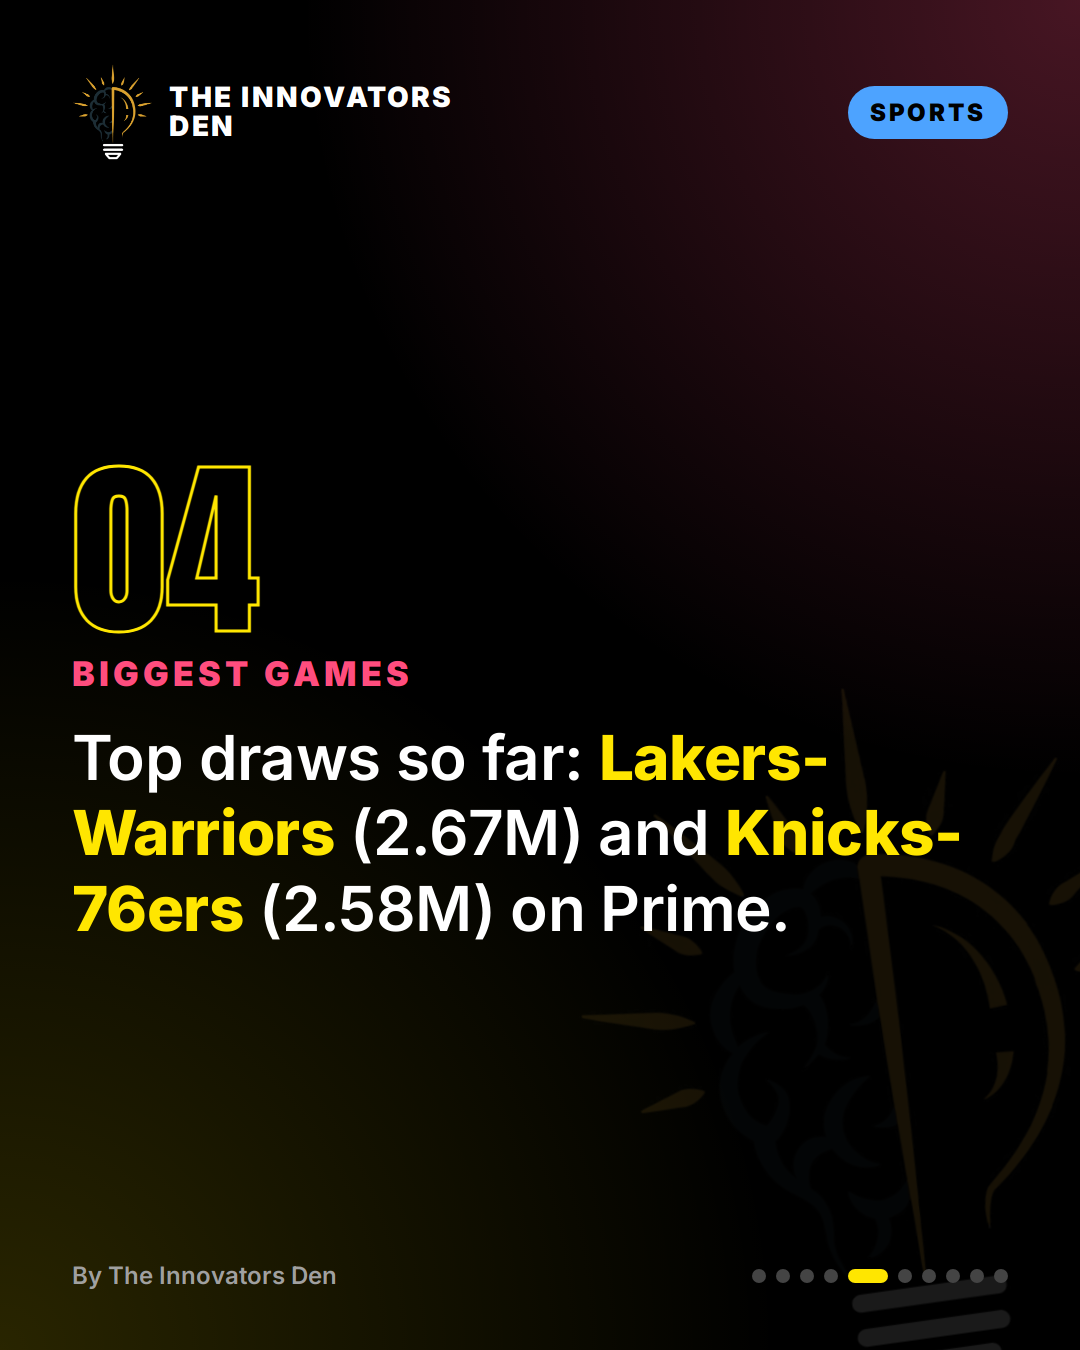 THE INNOVATORS
DEN
SPORTS
04
BIGGEST GAMES
Top draws so far: Lakers-
Warriors (2.67M) and Knicks-
76ers (2.58M) on Prime.
By The Innovators Den